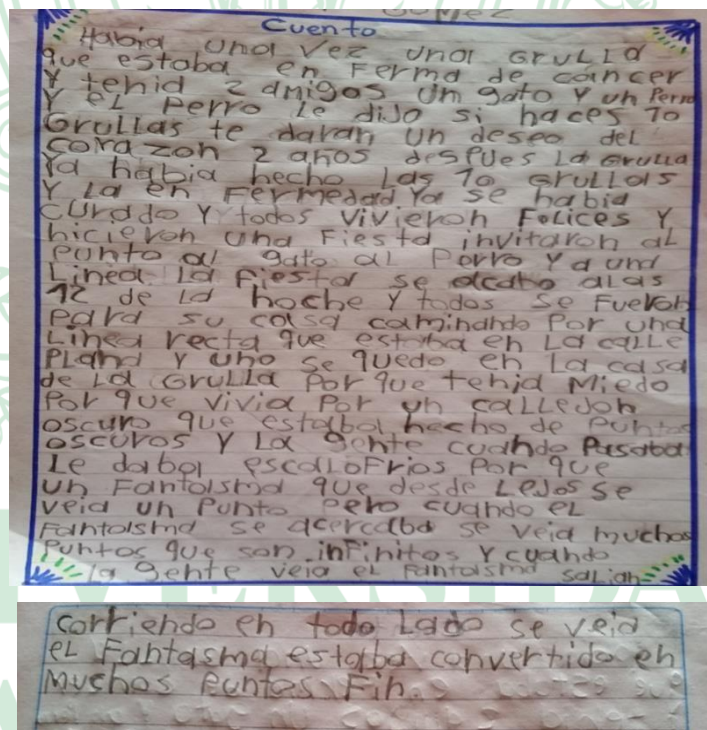 Cuento
Habia una vez una Grulla
que estaba en Ferma de cancer
Y tenia 2 amigos un gato y un Perro
Y el perro le dijo si haces 10
Grullas te daran un deseo del
corazon 2 años despues la Grulla
Ya habia hecho Las 10 Grullas
Y La en Fermedad Ya se habia
curado Y todos vivieron Folices Y
hicieron una Fiesta invitaron al
Punto al gato al Porro Y a una
Linea. La fiesta se acabo alas
12 de la noche Y todos se Fueron
para su casa caminando Por una
Linea recta que estaba en La calle
Plana Y uno se quedo en La casa
de La Grulla Por que tenia Miedo
Por que vivia Por un callejon
oscuro que estaba hecho de Puntos
oscuros Y La gente cuando Pasaba
Le daba escaloFrios Por que
un Fantasma que desde Lejos se
veia un Punto Pero cuando el
Fantasma se acercaba se veia muchos
Puntos que son infinitos Y cuando
la gente veia el Fantasma salian
corriendo en todo Lado se veia
el Fantasma estaba convertido en
Muchos Puntos Fin.